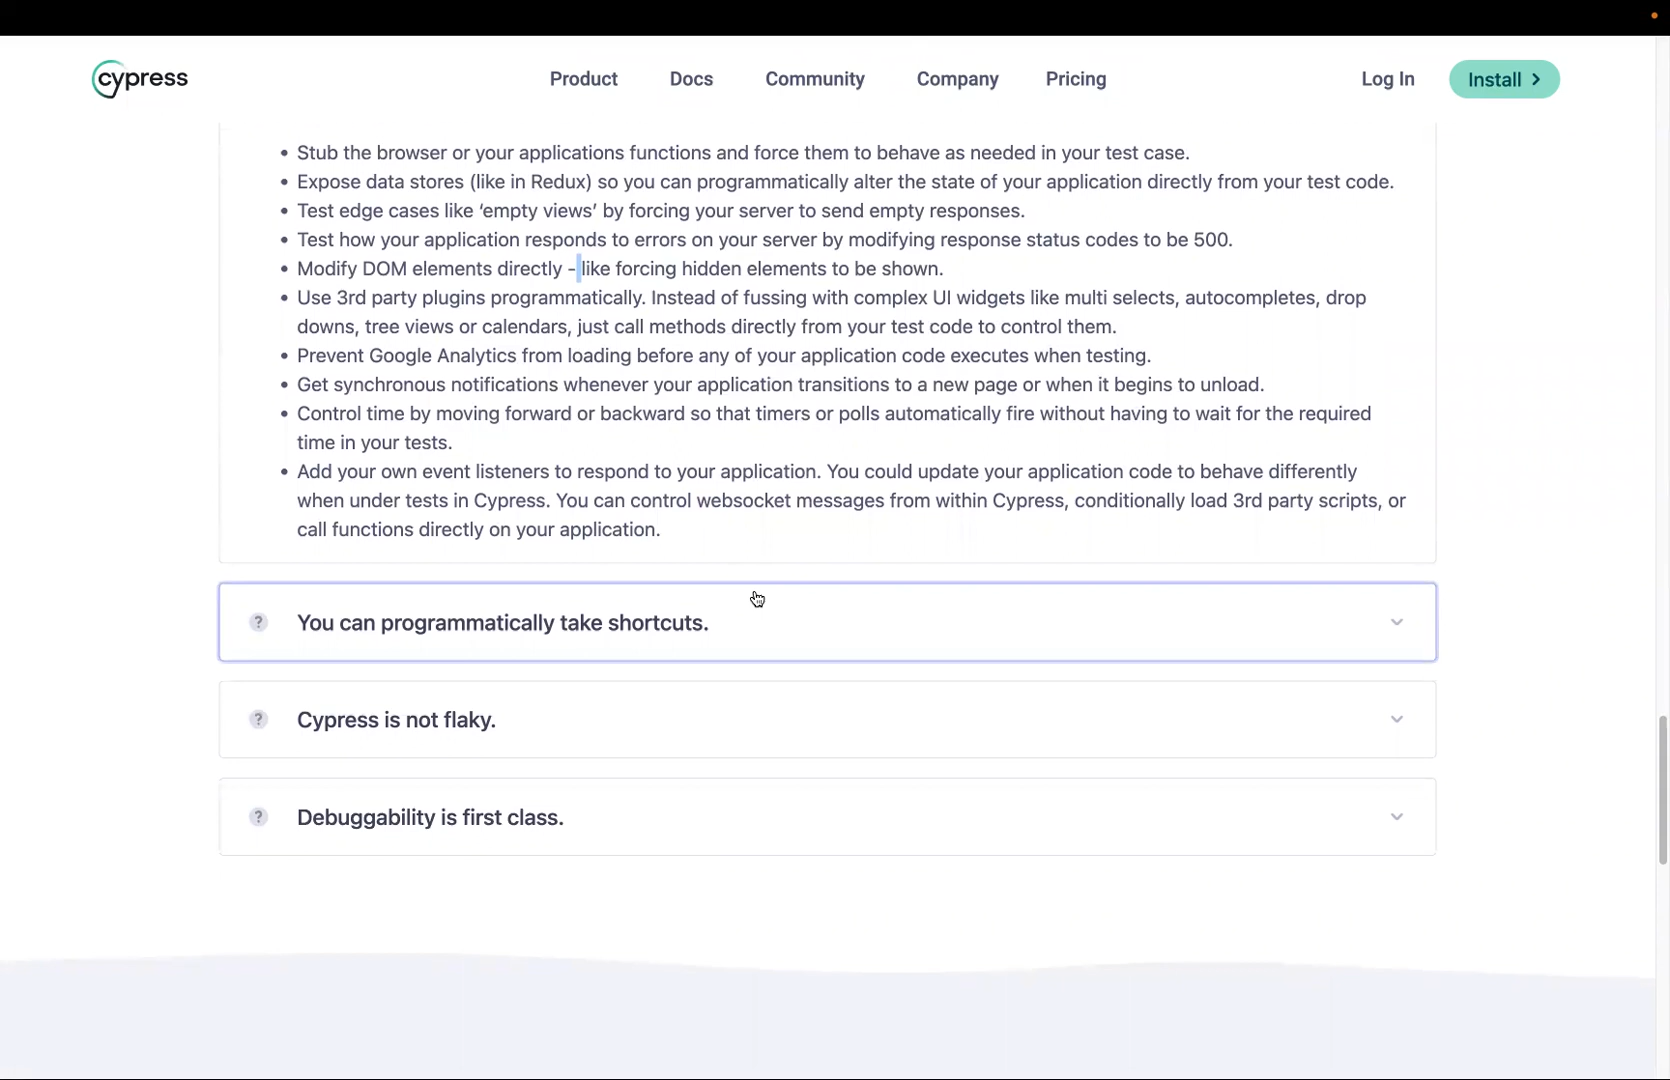 cypress
Product
Docs
Community
Company
Pricing
Log In
Install
• Stub the browser or your applications functions and force them to behave as needed in your test case.
• Expose data stores (like in Redux) so you can programmatically alter the state of your application directly from your test code.
• Test edge cases like ‘empty views’ by forcing your server to send empty responses.
• Test how your application responds to errors on your server by modifying response status codes to be 500.
• Modify DOM elements directly - like forcing hidden elements to be shown.
• Use 3rd party plugins programmatically. Instead of fussing with complex UI widgets like multi selects, autocompletes, drop
downs, tree views or calendars, just call methods directly from your test code to control them.
• Prevent Google Analytics from loading before any of your application code executes when testing.
• Get synchronous notifications whenever your application transitions to a new page or when it begins to unload.
• Control time by moving forward or backward so that timers or polls automatically fire without having to wait for the required
time in your tests.
• Add your own event listeners to respond to your application. You could update your application code to behave differently
when under tests in Cypress. You can control websocket messages from within Cypress, conditionally load 3rd party scripts, or
call functions directly on your application.
? You can programmatically take shortcuts.
? Cypress is not flaky.
? Debuggability is first class.